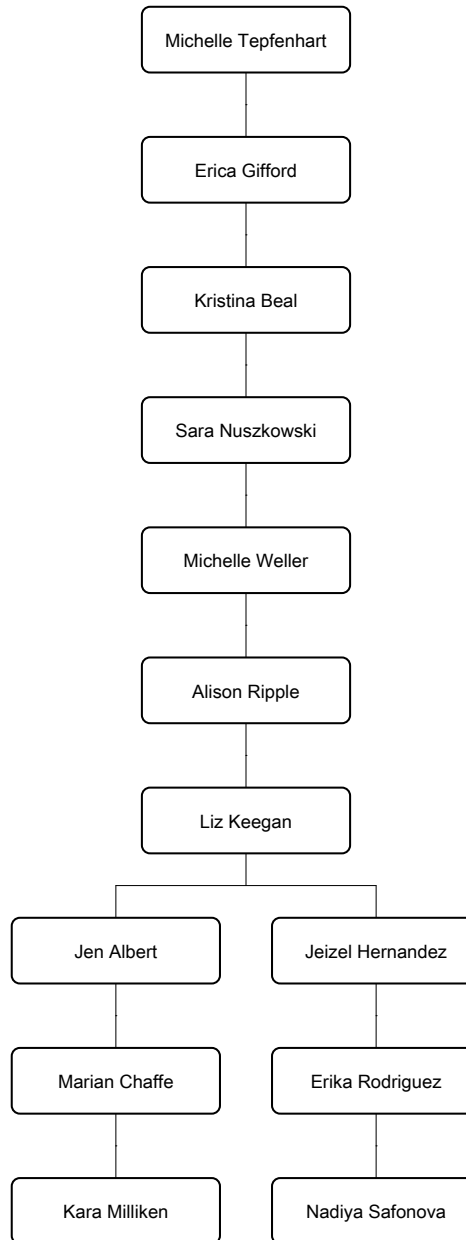 Michelle Tepfenhart
Erica Gifford
Kristina Beal
Sara Nuszkowski
Michelle Weller
Alison Ripple
Liz Keegan
Jen Albert
Jeizel Hernandez
Marian Chaffe
Erika Rodriguez
Kara Milliken
Nadiya Safonova